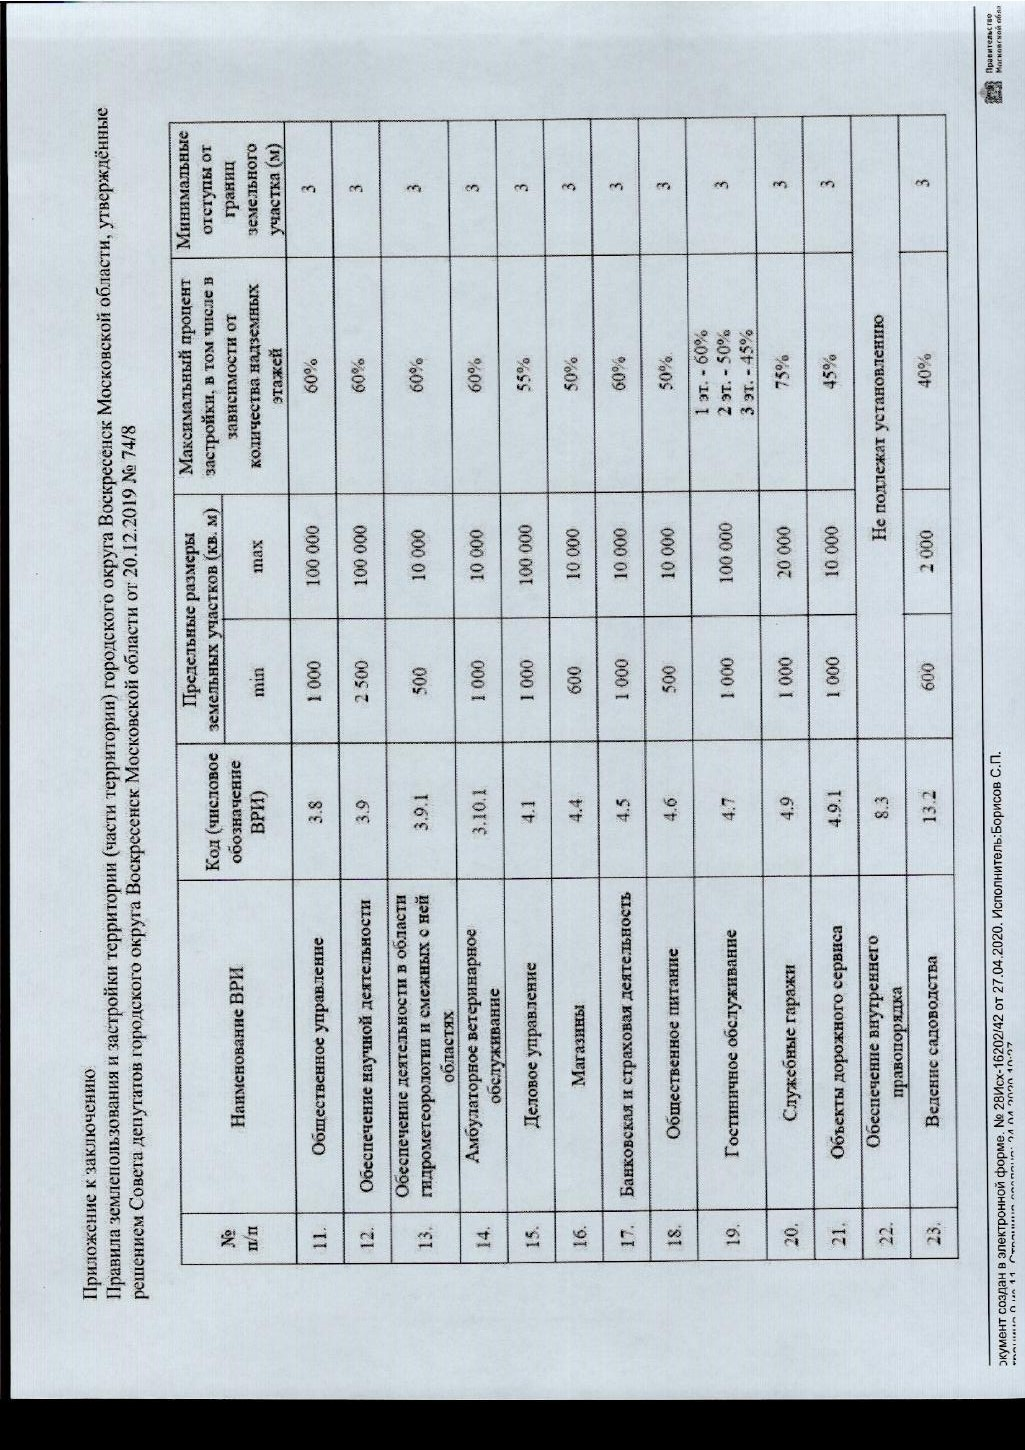 Приложение к заключению
Правила землепользования и застройки территории (части территории) городского округа Воскресенск Московской области, утверждённые
решением Совета депутатов городского округа Воскресенск Московской области от 20.12.2019 № 74/8
№ п/п Наименование ВРИ Код (числовое обозначение ВРИ) Предельные размеры земельных участков (кв. м) Максимальный процент застройки, в том числе в зависимости от количества надземных этажей Минимальные отступы от границ земельного участка (м)
min max
11. Общественное управление 3.8 1 000 100 000 60% 3
12. Обеспечение научной деятельности 3.9 2 500 100 000 60% 3
13. Обеспечение деятельности в области гидрометеорологии и смежных с ней областях 3.9.1 500 10 000 60% 3
14. Амбулаторное ветеринарное обслуживание 3.10.1 1 000 10 000 60% 3
15. Деловое управление 4.1 1 000 100 000 55% 3
16. Магазины 4.4 600 10 000 50% 3
17. Банковская и страховая деятельность 4.5 1 000 10 000 60% 3
18. Общественное питание 4.6 500 10 000 50% 3
19. Гостиничное обслуживание 4.7 1 000 100 000 1 эт. - 60% 2 эт. - 50% 3 эт. - 45% 3
20. Служебные гаражи 4.9 1 000 20 000 75% 3
21. Объекты дорожного сервиса 4.9.1 1 000 10 000 45% 3
22. Обеспечение внутреннего правопорядка 8.3 Не подлежат установлению
23. Ведение садоводства 13.2 600 2 000 40% 3
окумент создан в электронной форме. № 28Исх-16202/42 от 27.04.2020. Исполнитель:Борисов С.П.
Правительство
Московской обла